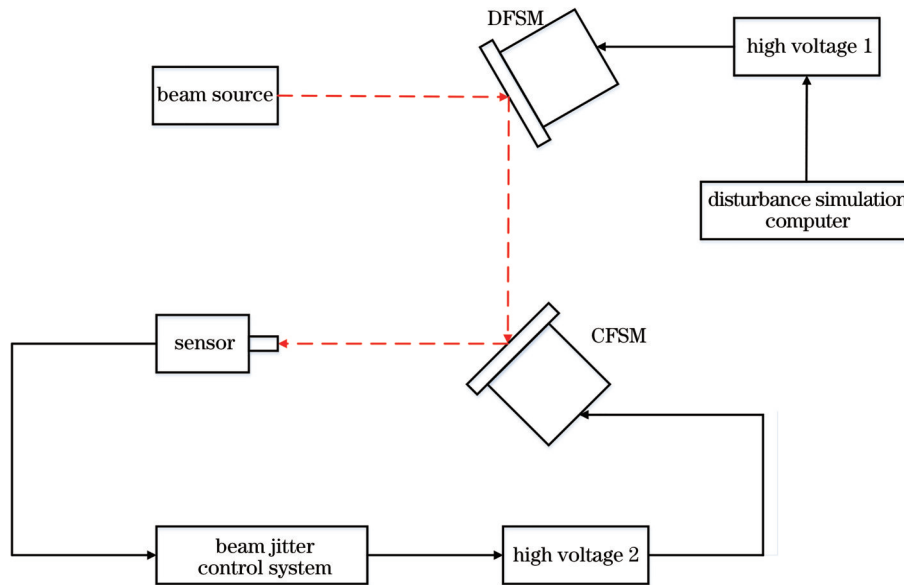 DFSM
high voltage 1
beam source
disturbance simulation
computer
CFSM
sensor
beam jitter
control system
high voltage 2